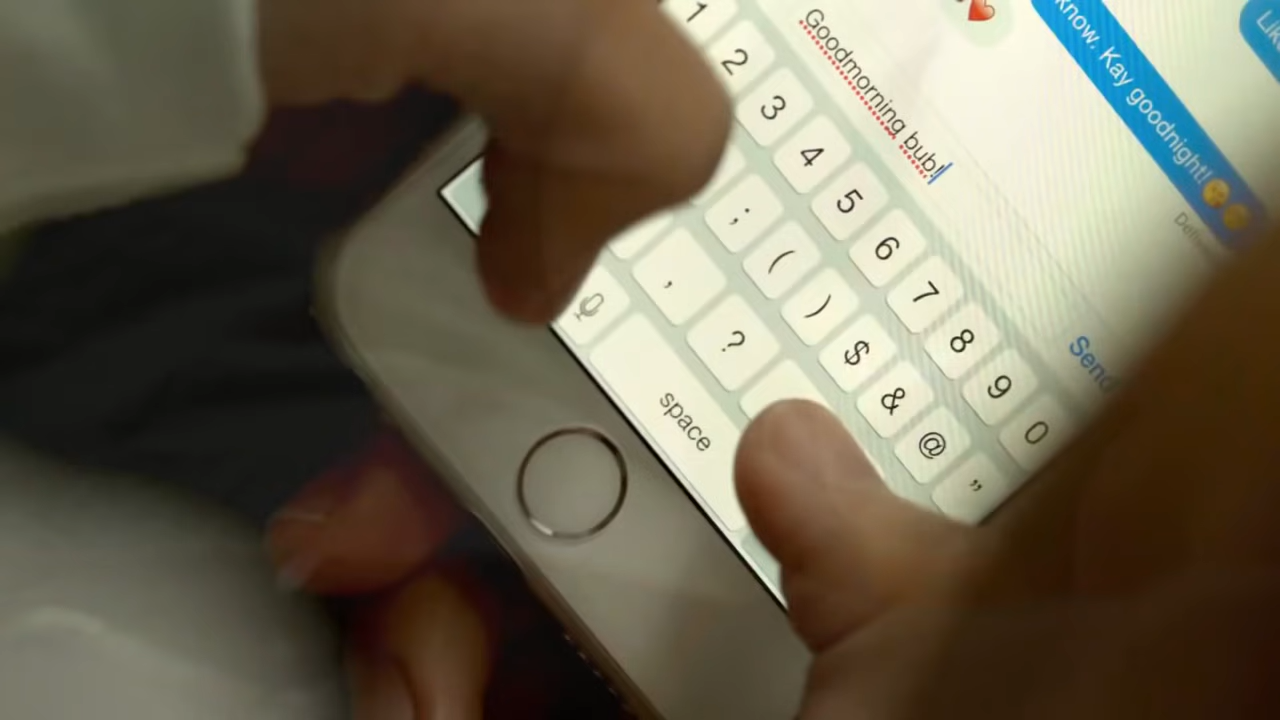 know. Kay goodnight!😘😘
Goodmorning bub!
Send
1 2 3 4 5 6 7 8 9 0
; ( ) $ & @ "
, ?
space